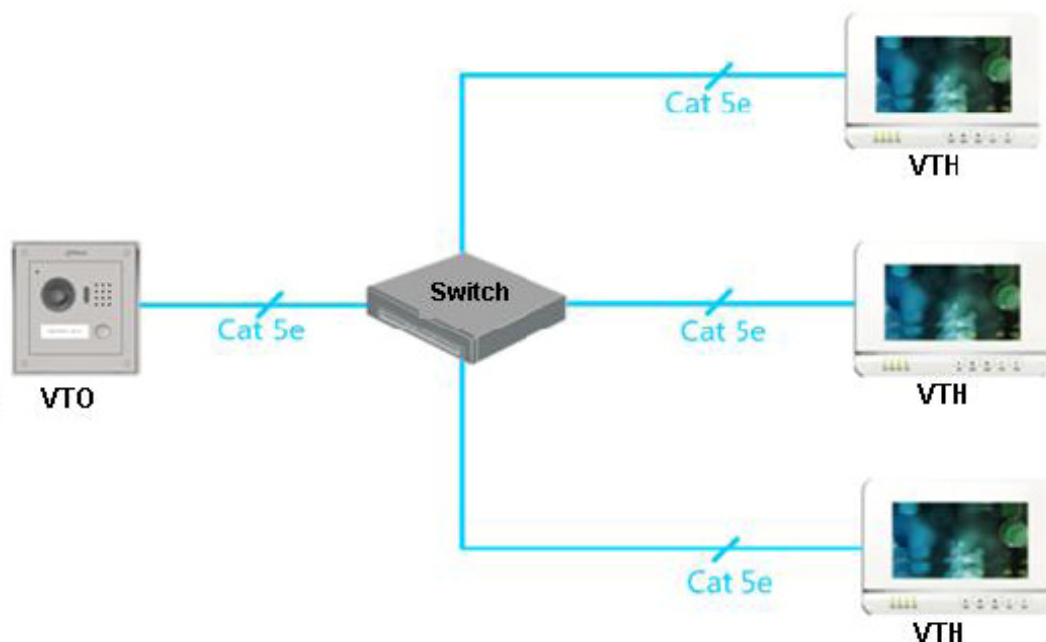 Cat 5e
VTH
Switch
Cat 5e
Cat 5e
VTO
VTH
Cat 5e
VTH